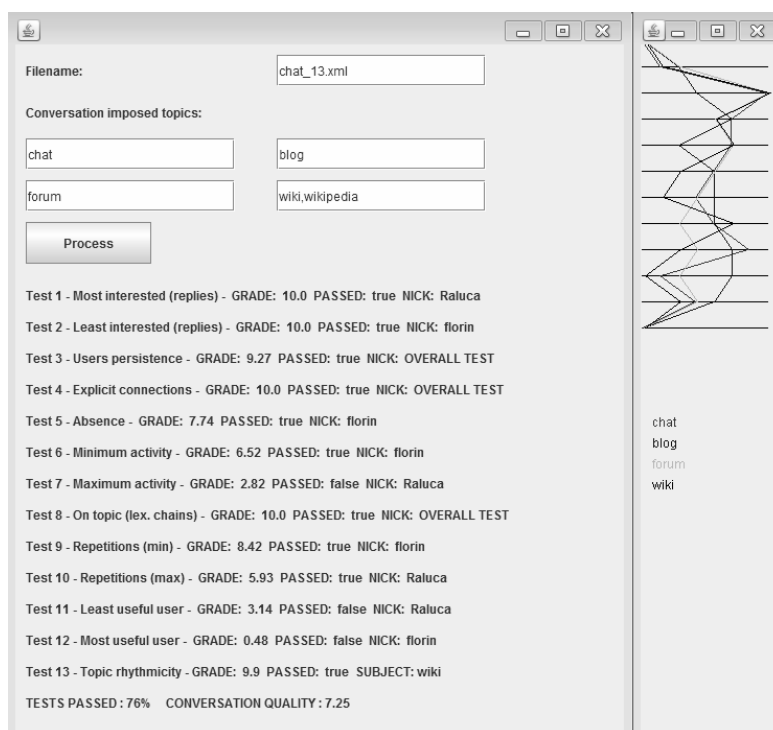 Filename:
chat_13.xml
Conversation imposed topics:
chat
blog
forum
wiki,wikipedia
Process
Test 1 - Most interested (replies) - GRADE: 10.0 PASSED: true NICK: Raluca
Test 2 - Least interested (replies) - GRADE: 10.0 PASSED: true NICK: florin
Test 3 - Users persistence - GRADE: 9.27 PASSED: true NICK: OVERALL TEST
Test 4 - Explicit connections - GRADE: 10.0 PASSED: true NICK: OVERALL TEST
Test 5 - Absence - GRADE: 7.74 PASSED: true NICK: florin
Test 6 - Minimum activity - GRADE: 6.52 PASSED: true NICK: florin
Test 7 - Maximum activity - GRADE: 2.82 PASSED: false NICK: Raluca
Test 8 - On topic (lex. chains) - GRADE: 10.0 PASSED: true NICK: OVERALL TEST
Test 9 - Repetitions (min) - GRADE: 8.42 PASSED: true NICK: florin
Test 10 - Repetitions (max) - GRADE: 5.93 PASSED: true NICK: Raluca
Test 11 - Least useful user - GRADE: 3.14 PASSED: false NICK: Raluca
Test 12 - Most useful user - GRADE: 0.48 PASSED: false NICK: florin
Test 13 - Topic rhythmicity - GRADE: 9.9 PASSED: true SUBJECT: wiki
TESTS PASSED : 76% CONVERSATION QUALITY : 7.25
chat
blog
forum
wiki